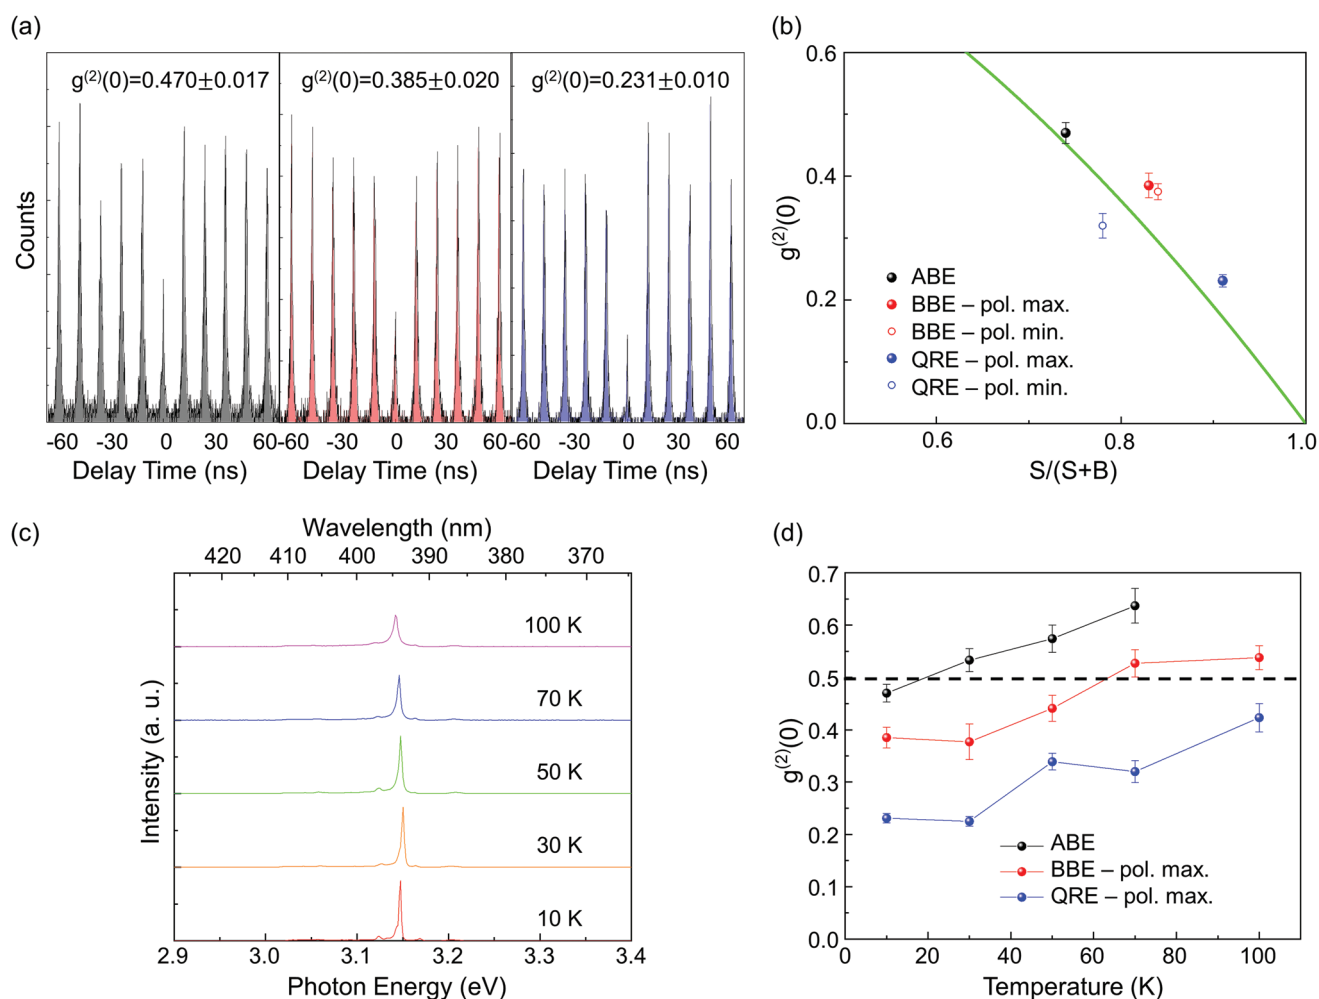 (a)
g(2)(0)=0.470±0.017
g(2)(0)=0.385±0.020
g(2)(0)=0.231±0.010
Counts
-60 -30 0 30 60
-60 -30 0 30 60
-60 -30 0 30 60
Delay Time (ns)
Delay Time (ns)
Delay Time (ns)
(b)
0.6
0.4
0.2
0.0
g(2)(0)
ABE
BBE – pol. max.
BBE – pol. min.
QRE – pol. max.
QRE – pol. min.
0.6 0.8 1.0
S/(S+B)
(c)
Wavelength (nm)
420 410 400 390 380 370
Intensity (a. u.)
100 K
70 K
50 K
30 K
10 K
2.9 3.0 3.1 3.2 3.3 3.4
Photon Energy (eV)
(d)
0.7
0.6
0.5
0.4
0.3
0.2
0.1
0.0
g(2)(0)
ABE
BBE – pol. max.
QRE – pol. max.
0 20 40 60 80 100
Temperature (K)